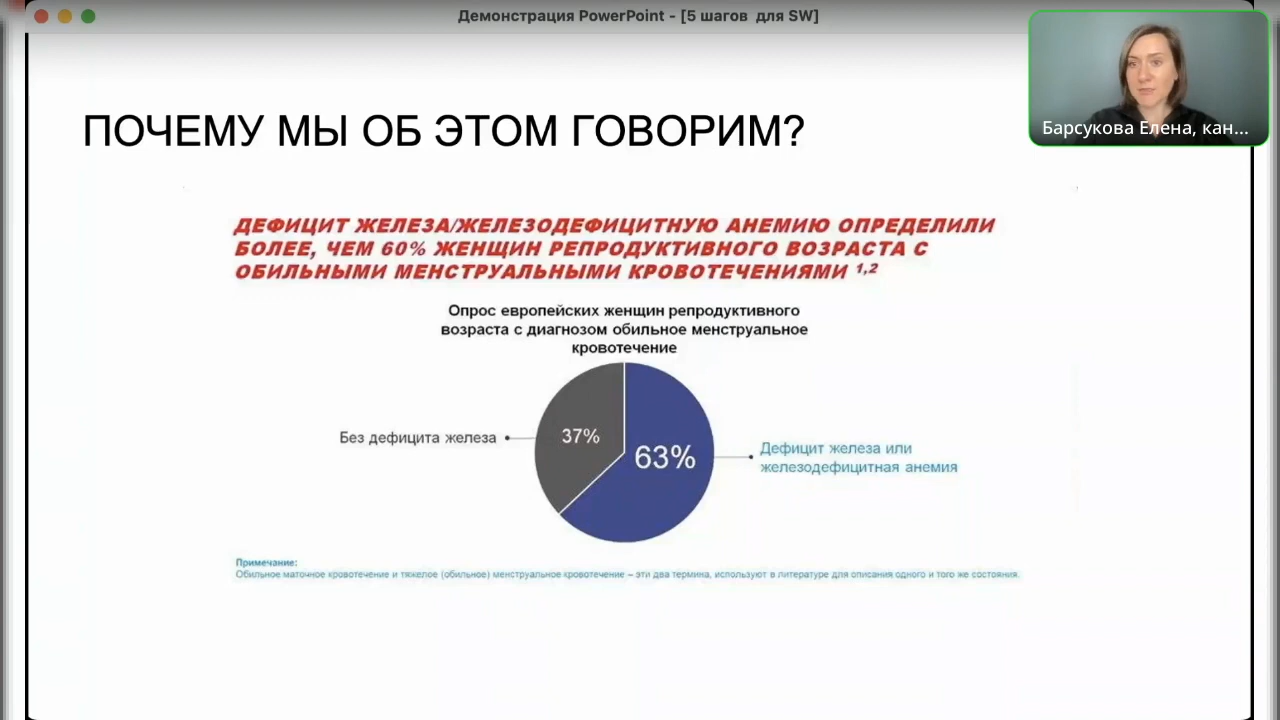 Демонстрация PowerPoint - [5 шагов для SW]
Барсукова Елена, кан...
ПОЧЕМУ МЫ ОБ ЭТОМ ГОВОРИМ?
ДЕФИЦИТ ЖЕЛЕЗА/ЖЕЛЕЗОДЕФИЦИТНУЮ АНЕМИЮ ОПРЕДЕЛИЛИ
БОЛЕЕ, ЧЕМ 60% ЖЕНЩИН РЕПРОДУКТИВНОГО ВОЗРАСТА С
ОБИЛЬНЫМИ МЕНСТРУАЛЬНЫМИ КРОВОТЕЧЕНИЯМИ 1,2
Опрос европейских женщин репродуктивного
возраста с диагнозом обильное менструальное
кровотечение
Без дефицита железа
37%
63%
Дефицит железа или
железодефицитная анемия
Примечание:
Обильное маточное кровотечение и тяжелое (обильное) менструальное кровотечение – эти два термина, используют в литературе для описания одного и того же состояния.